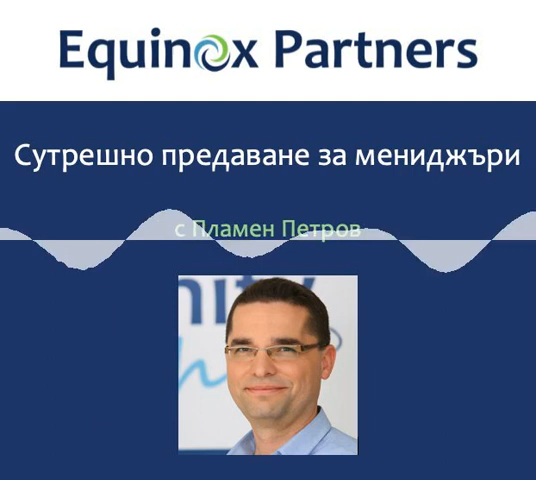 Equinox Partners
Сутрешно предаване за мениджъри
с Пламен Петров